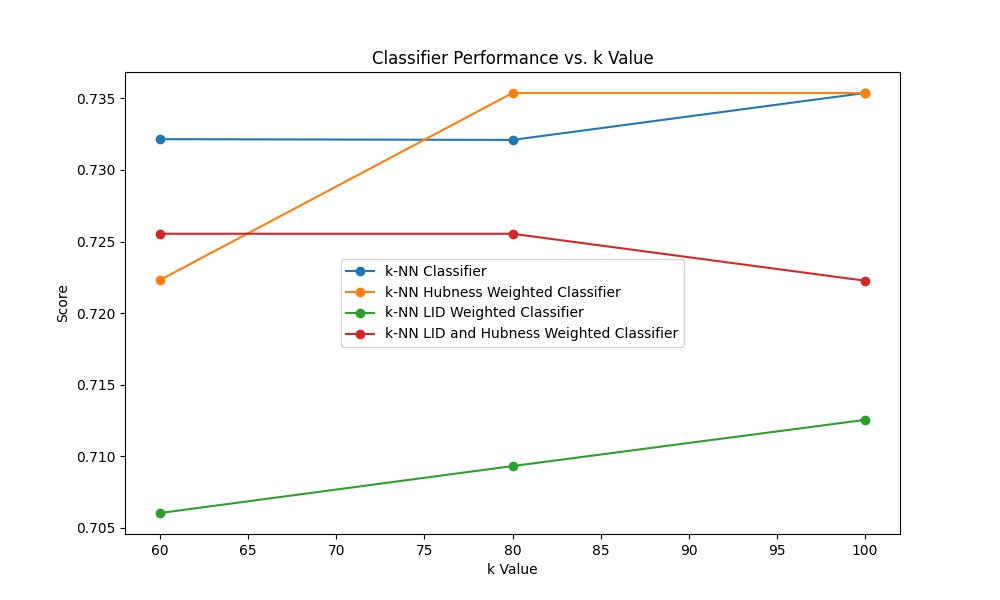 Classifier Performance vs. k Value
0.735
0.730
0.725
0.720
0.715
0.710
0.705
Score
k-NN Classifier
k-NN Hubness Weighted Classifier
k-NN LID Weighted Classifier
k-NN LID and Hubness Weighted Classifier
60 65 70 75 80 85 90 95 100
k Value